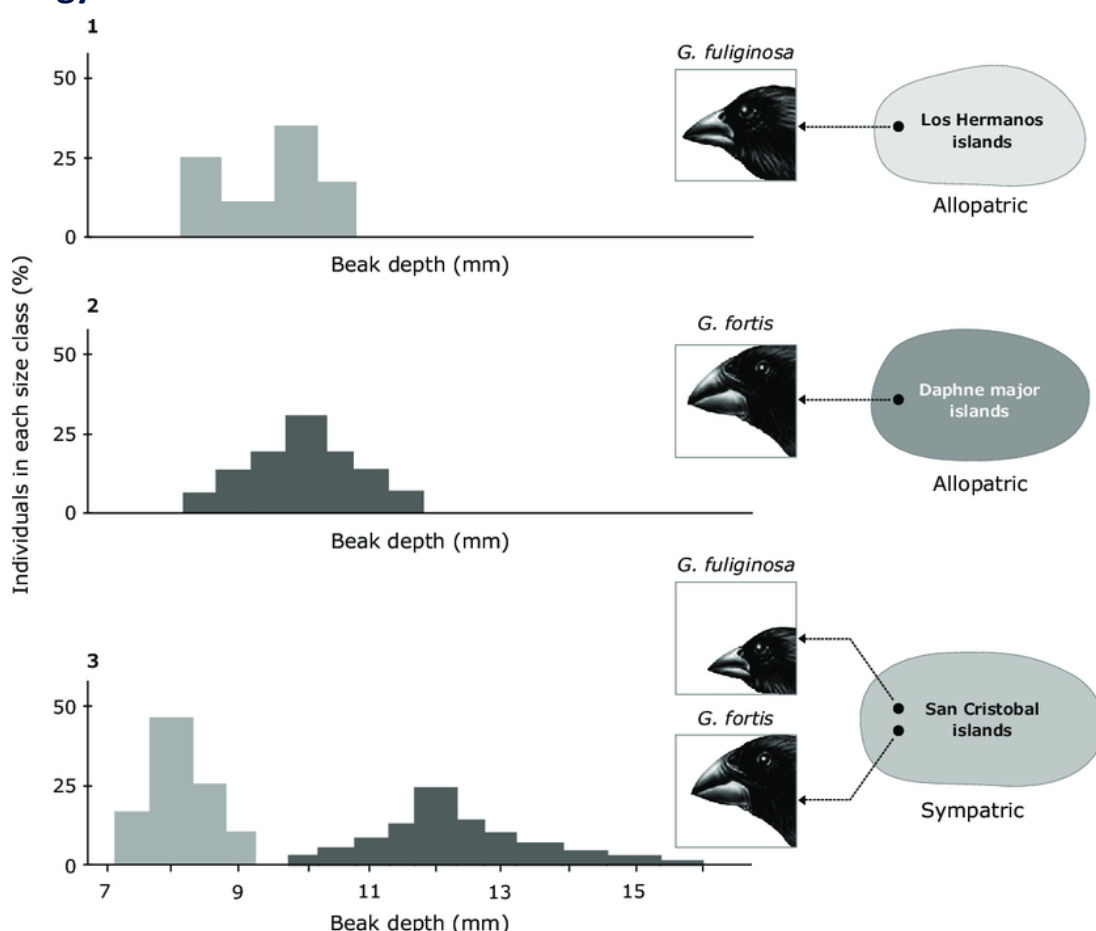 1
50
25
0
Beak depth (mm)
G. fuliginosa
Los Hermanos
islands
Allopatric
Individuals in each size class (%)
2
50
25
0
Beak depth (mm)
G. fortis
Daphne major
islands
Allopatric
3
50
25
0
7 9 11 13 15
Beak depth (mm)
G. fuliginosa
G. fortis
San Cristobal
islands
Sympatric